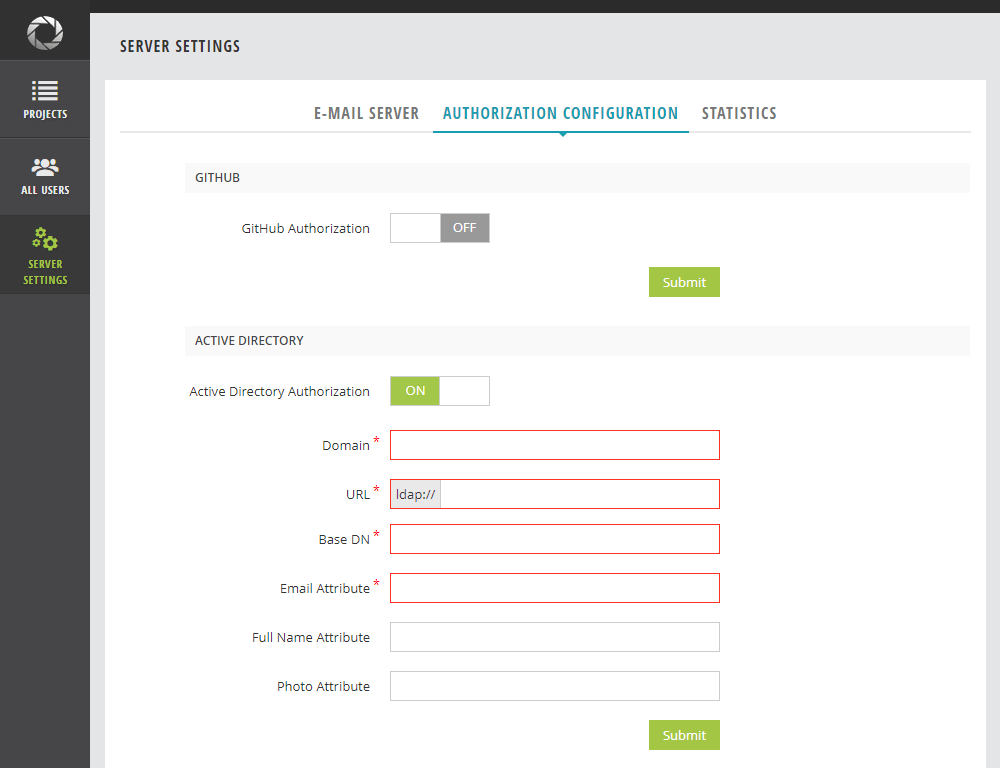 SERVER SETTINGS
PROJECTS
ALL USERS
SERVER
SETTINGS
E-MAIL SERVER AUTHORIZATION CONFIGURATION STATISTICS
GITHUB
GitHub Authorization OFF
Submit
ACTIVE DIRECTORY
Active Directory Authorization ON
Domain *
URL * ldap://
Base DN *
Email Attribute *
Full Name Attribute
Photo Attribute
Submit